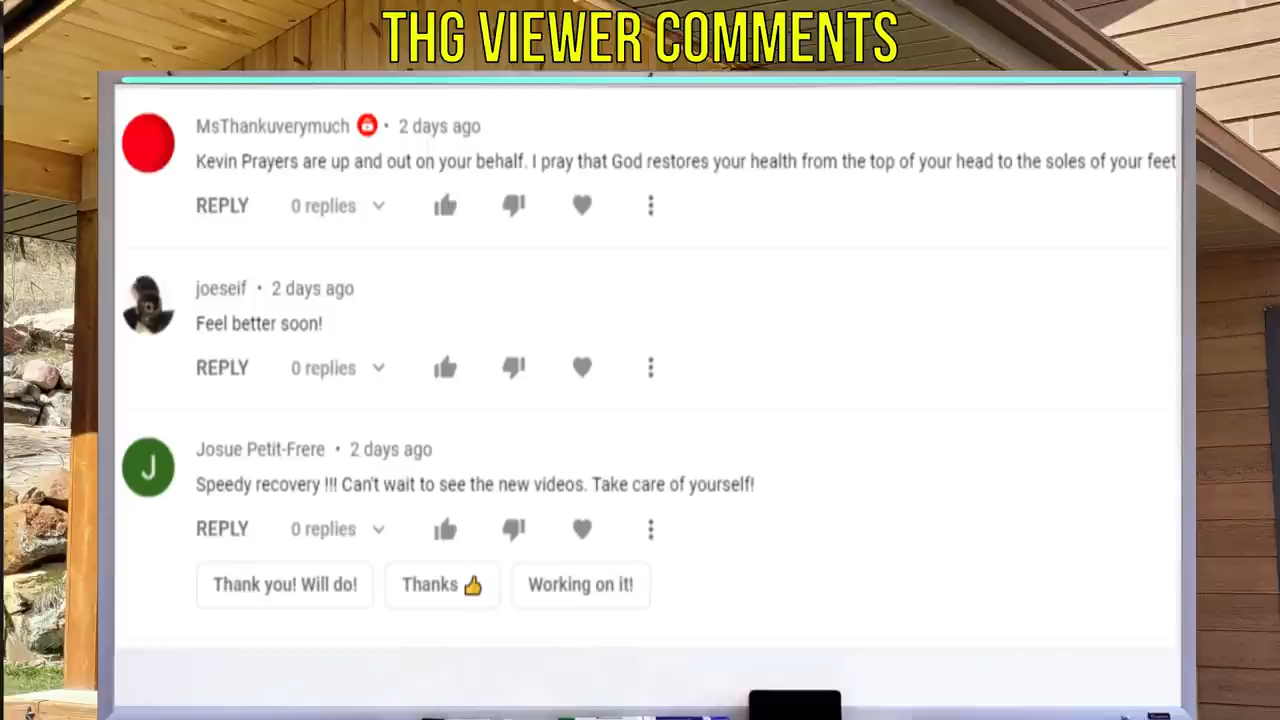 THG VIEWER COMMENTS
MsThankuverymuch • 2 days ago
Kevin Prayers are up and out on your behalf. I pray that God restores your health from the top of your head to the soles of your feet
REPLY 0 replies
joeseif • 2 days ago
Feel better soon!
REPLY 0 replies
J
Josue Petit-Frere • 2 days ago
Speedy recovery !!! Can't wait to see the new videos. Take care of yourself!
REPLY 0 replies
Thank you! Will do! Thanks 👍 Working on it!